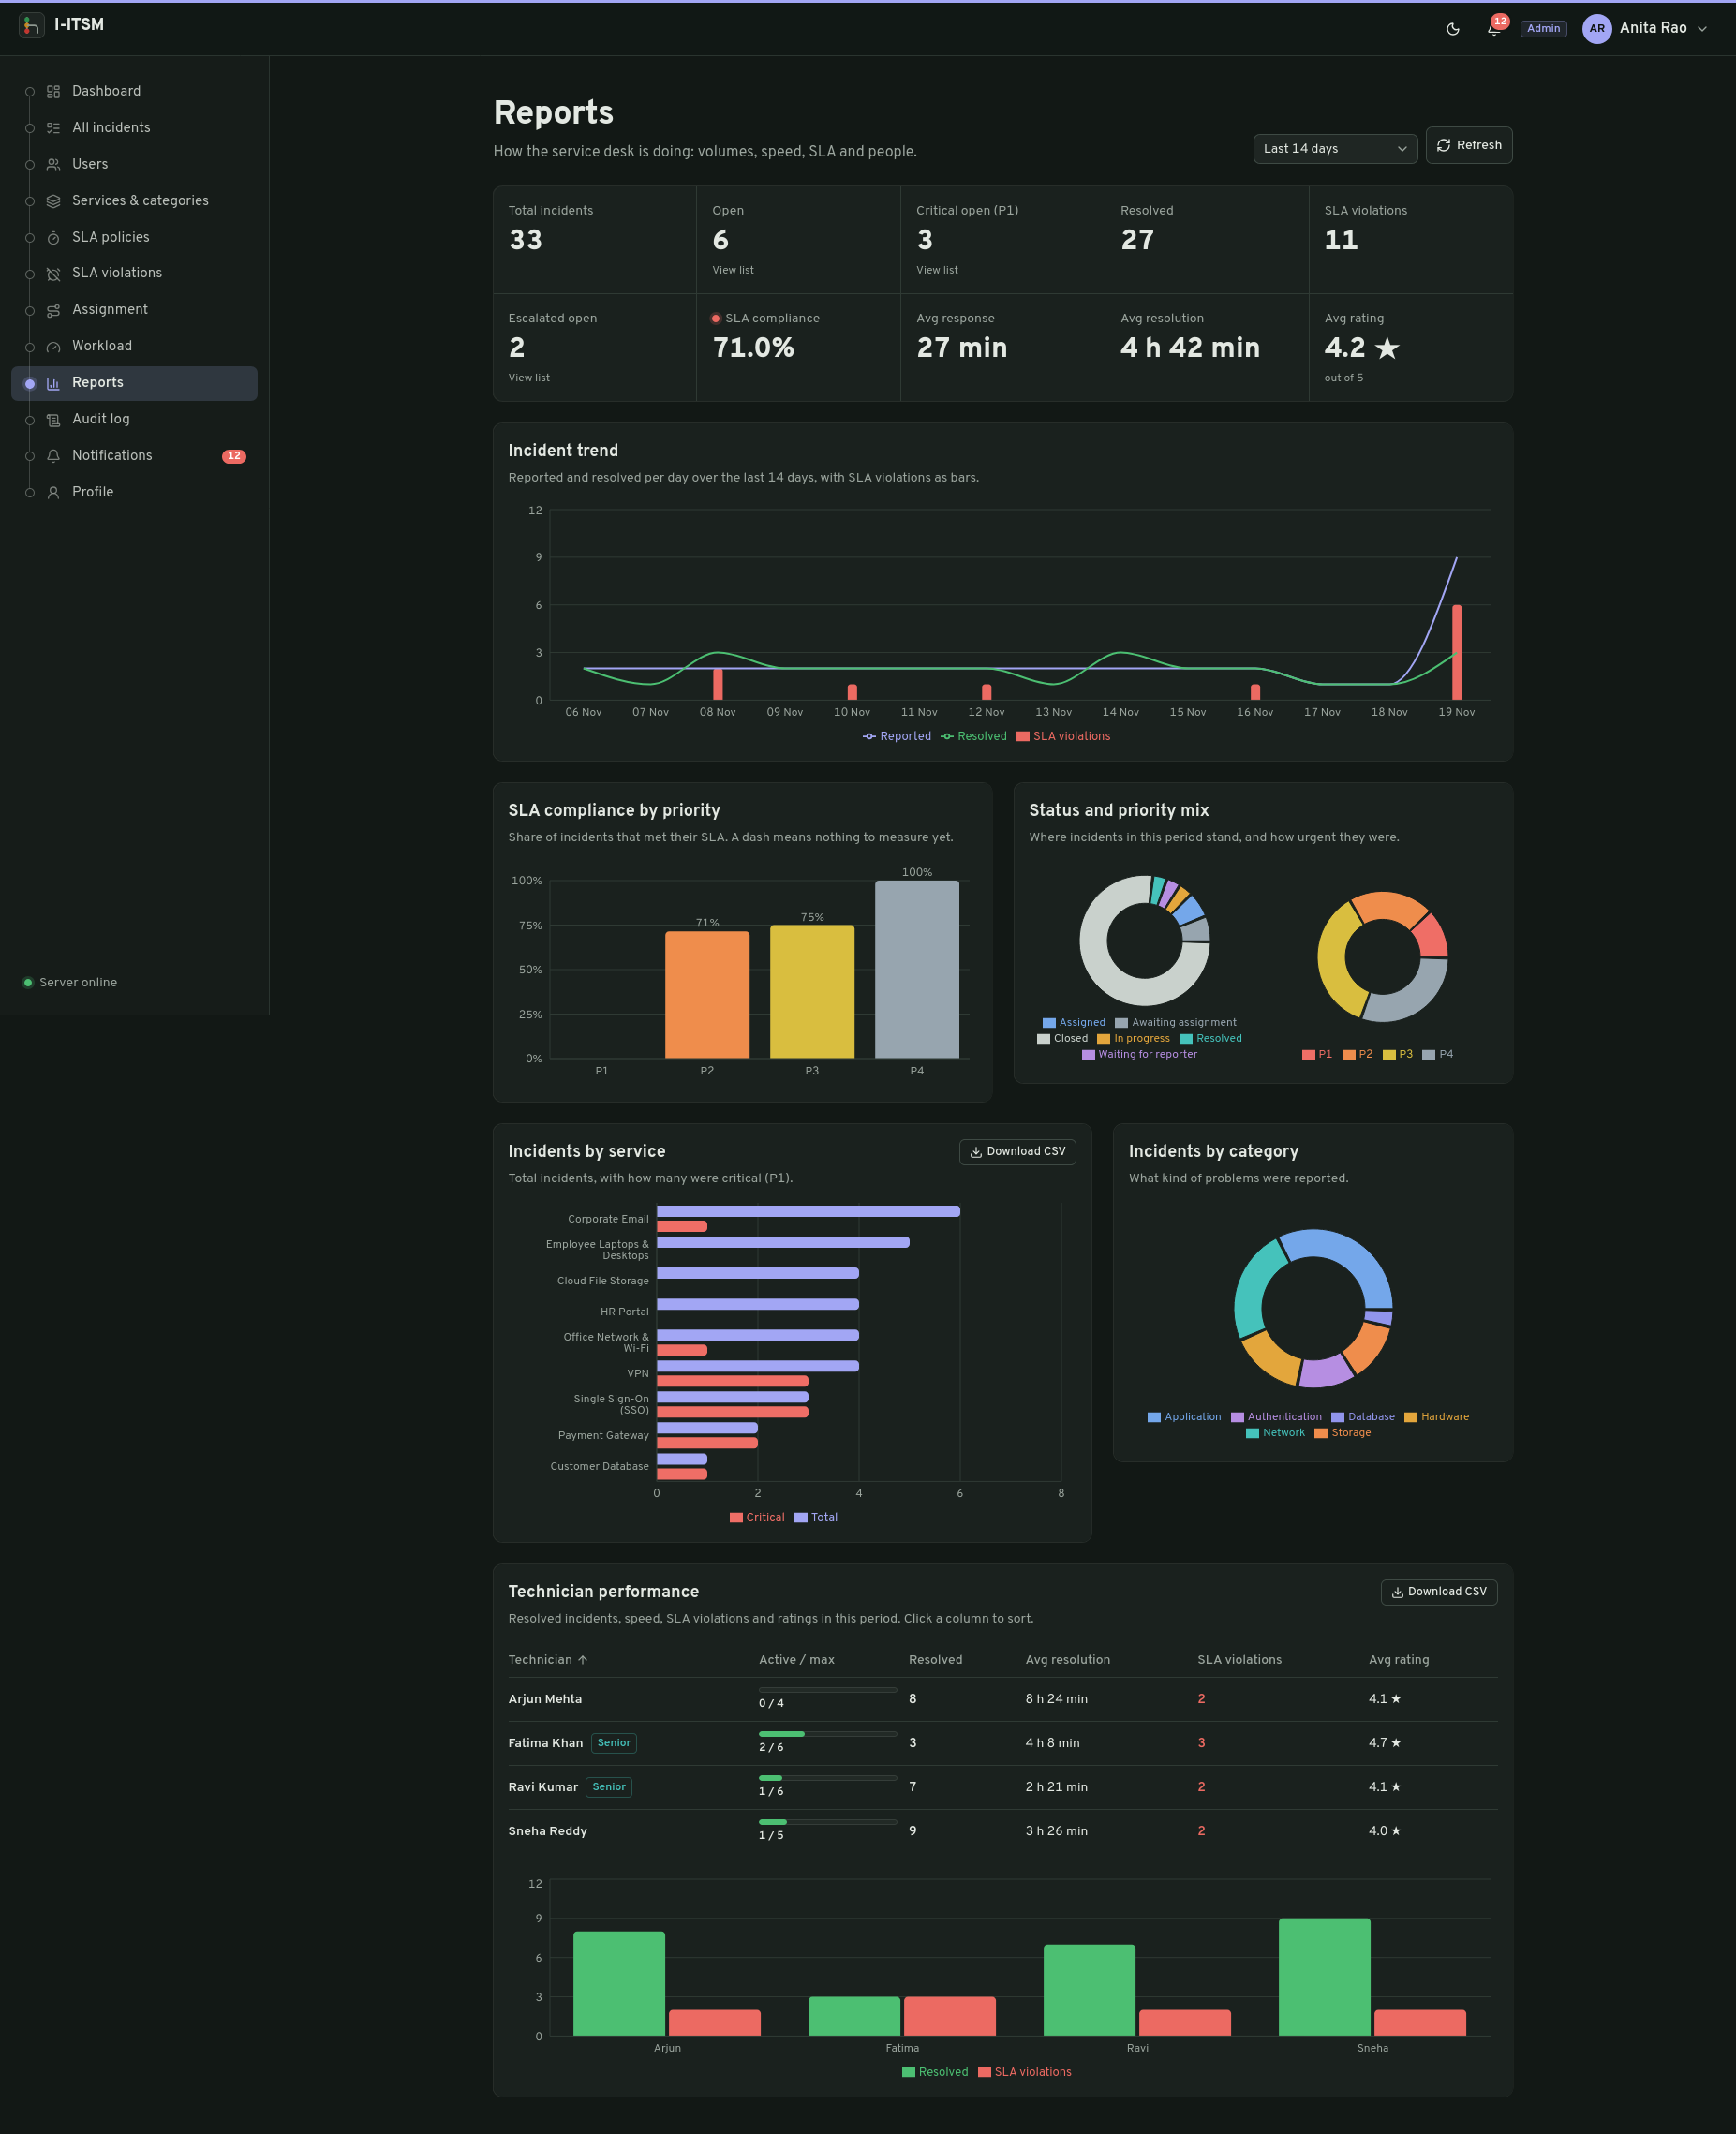 I-ITSM
12
Admin
AR
Anita Rao
Dashboard
All incidents
Users
Services & categories
SLA policies
SLA violations
Assignment
Workload
Reports
Audit log
Notifications
12
Profile
Server online
Reports
How the service desk is doing: volumes, speed, SLA and people.
Last 14 days
Refresh
Total incidents
33
Open
6
View list
Critical open (P1)
3
View list
Resolved
27
SLA violations
11
Escalated open
2
View list
SLA compliance
71.0%
Avg response
27 min
Avg resolution
4 h 42 min
Avg rating
4.2 ★
out of 5
Incident trend
Reported and resolved per day over the last 14 days, with SLA violations as bars.
12
9
6
3
0
06 Nov 07 Nov 08 Nov 09 Nov 10 Nov 11 Nov 12 Nov 13 Nov 14 Nov 15 Nov 16 Nov 17 Nov 18 Nov 19 Nov
Reported Resolved SLA violations
SLA compliance by priority
Share of incidents that met their SLA. A dash means nothing to measure yet.
100%
75%
50%
25%
0%
71%
75%
100%
P1 P2 P3 P4
Status and priority mix
Where incidents in this period stand, and how urgent they were.
Assigned Awaiting assignment
Closed In progress Resolved
Waiting for reporter
P1 P2 P3 P4
Incidents by service
Download CSV
Total incidents, with how many were critical (P1).
Corporate Email
Employee Laptops &
Desktops
Cloud File Storage
HR Portal
Office Network &
Wi-Fi
VPN
Single Sign-On
(SSO)
Payment Gateway
Customer Database
0 2 4 6 8
Critical Total
Incidents by category
What kind of problems were reported.
Application Authentication Database Hardware
Network Storage
Technician performance
Download CSV
Resolved incidents, speed, SLA violations and ratings in this period. Click a column to sort.
Technician ↑ Active / max Resolved Avg resolution SLA violations Avg rating
Arjun Mehta 0 / 4 8 8 h 24 min 2 4.1 ★
Fatima Khan Senior 2 / 6 3 4 h 8 min 3 4.7 ★
Ravi Kumar Senior 1 / 6 7 2 h 21 min 2 4.1 ★
Sneha Reddy 1 / 5 9 3 h 26 min 2 4.0 ★
12
9
6
3
0
Arjun Fatima Ravi Sneha
Resolved SLA violations